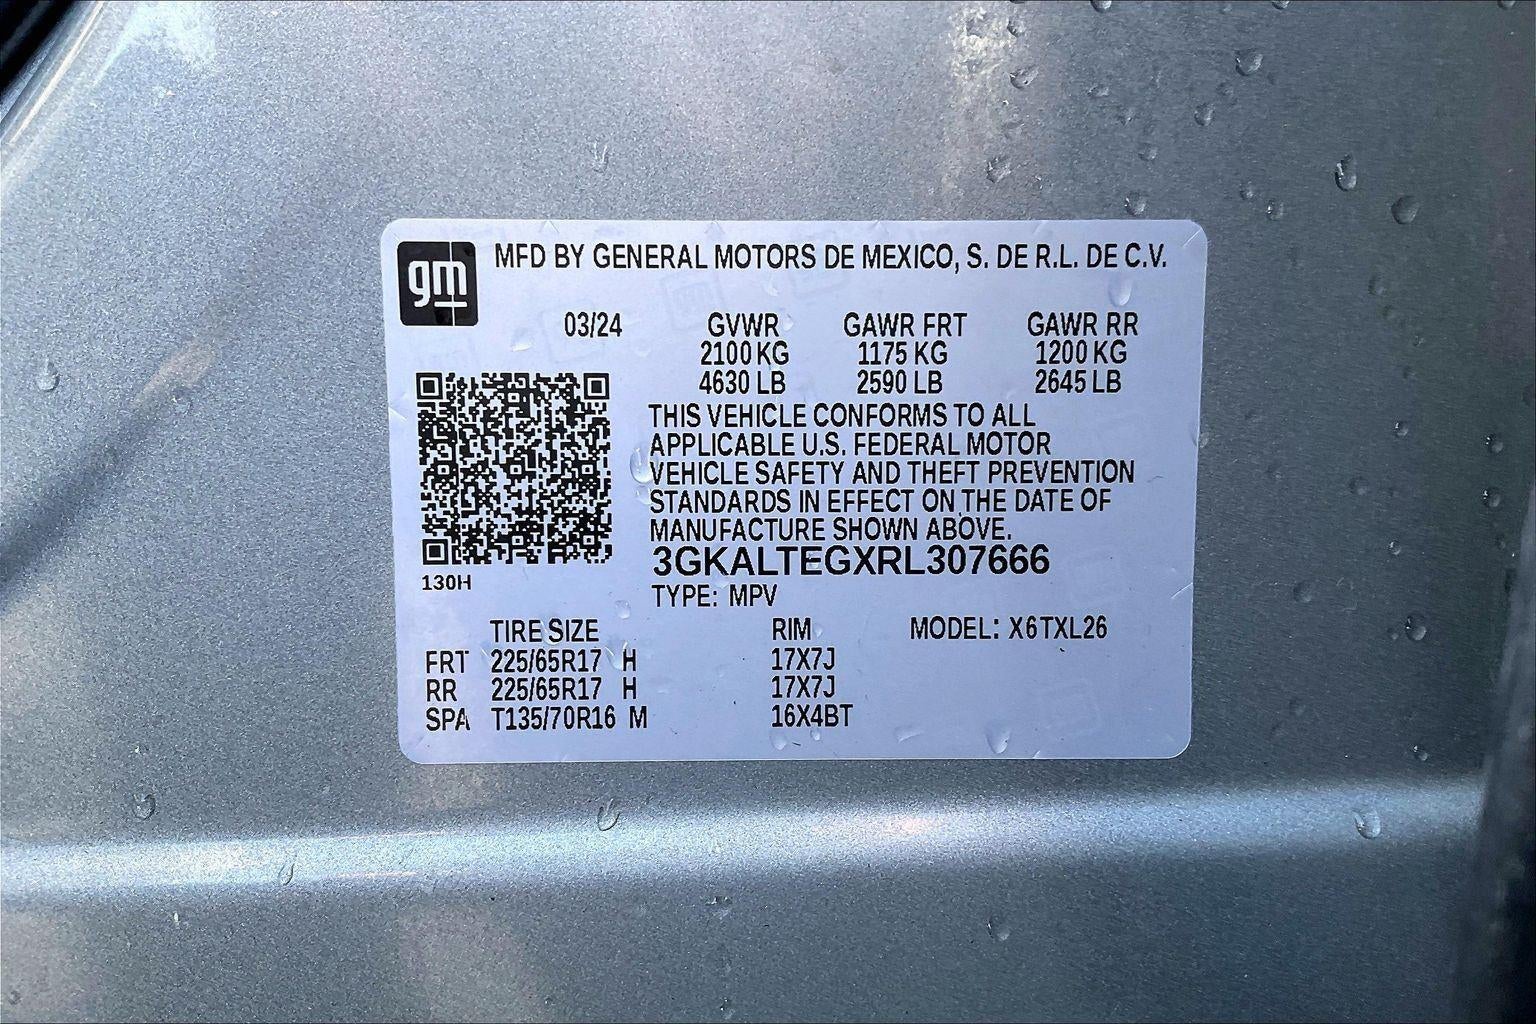 gm
MFD BY GENERAL MOTORS DE MEXICO, S. DE R.L. DE C.V.
03/24 GVWR GAWR FRT GAWR RR
2100 KG 1175 KG 1200 KG
4630 LB 2590 LB 2645 LB
THIS VEHICLE CONFORMS TO ALL
APPLICABLE U.S. FEDERAL MOTOR
VEHICLE SAFETY AND THEFT PREVENTION
STANDARDS IN EFFECT ON THE DATE OF
MANUFACTURE SHOWN ABOVE.
3GKALTEGXRL307666
130H
TYPE: MPV
TIRE SIZE RIM MODEL: X6TXL26
FRT 225/65R17 H 17X7J
RR 225/65R17 H 17X7J
SPA T135/70R16 M 16X4BT